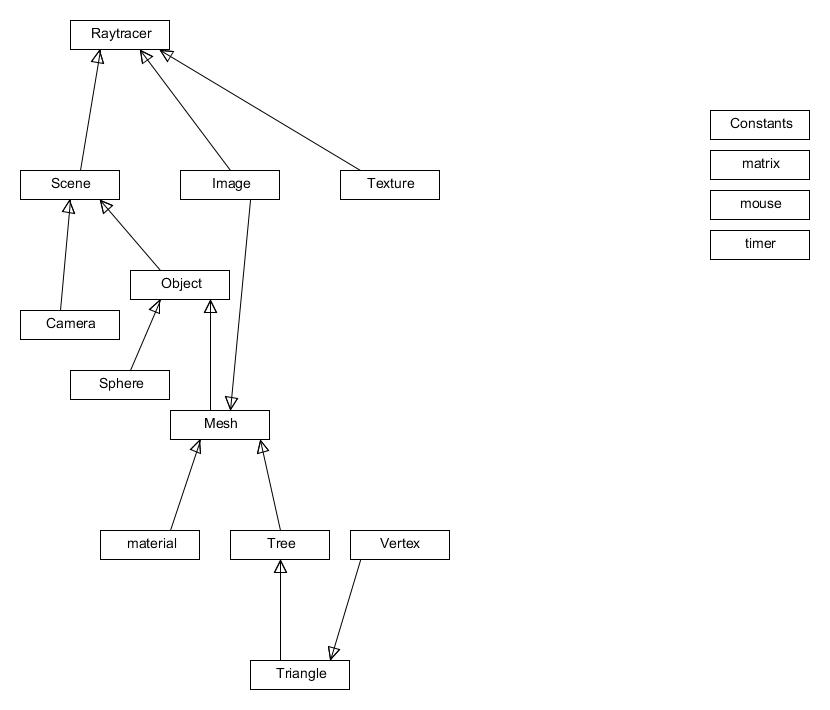 Raytracer
Constants
matrix
Scene
Image
Texture
mouse
timer
Object
Camera
Sphere
Mesh
material
Tree
Vertex
Triangle